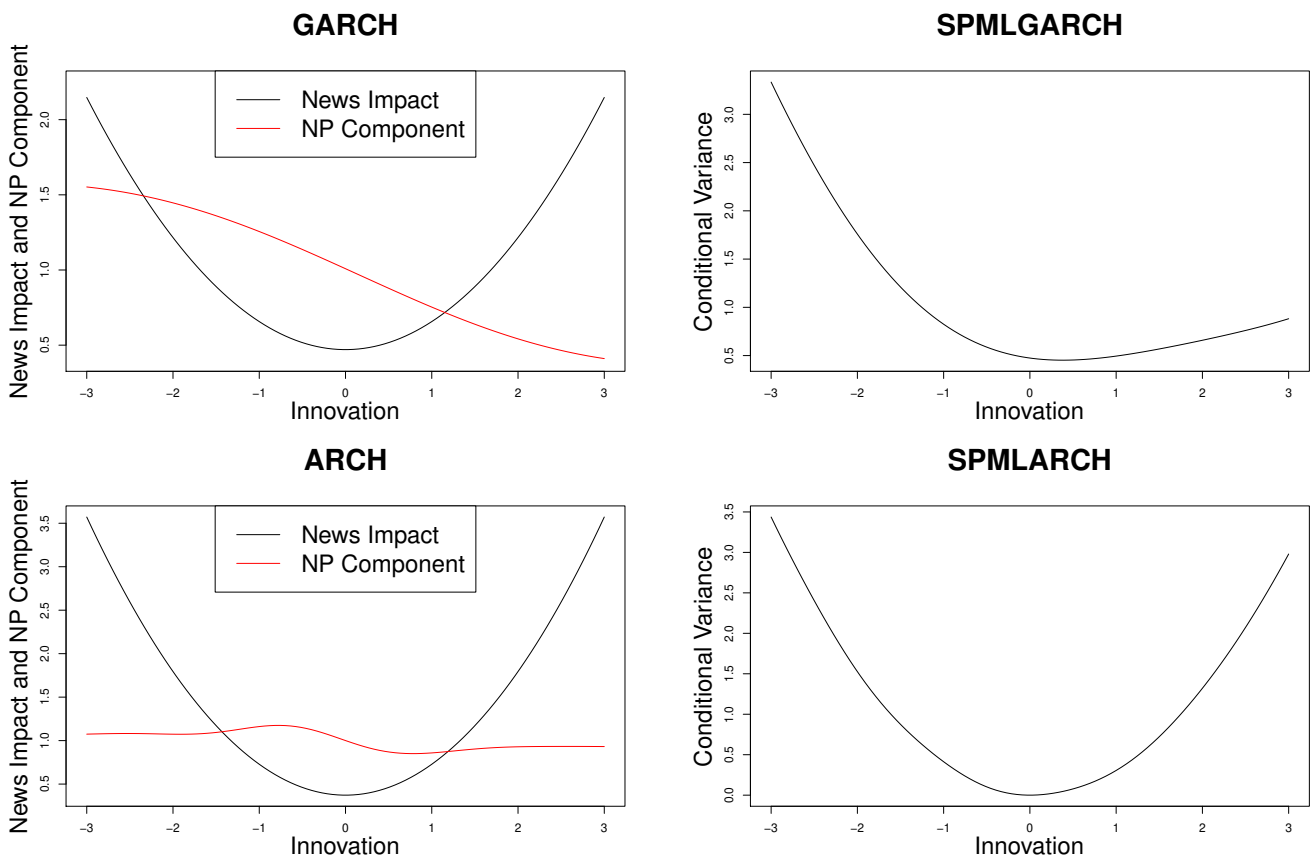 GARCH
News Impact and NP Component
2.0
1.5
1.0
0.5
News Impact
NP Component
−3 −2 −1 0 1 2 3
Innovation
SPMLGARCH
Conditional Variance
3.0
2.5
2.0
1.5
1.0
0.5
−3 −2 −1 0 1 2 3
Innovation
ARCH
News Impact and NP Component
3.5
3.0
2.5
2.0
1.5
1.0
0.5
News Impact
NP Component
−3 −2 −1 0 1 2 3
Innovation
SPMLARCH
Conditional Variance
3.5
3.0
2.5
2.0
1.5
1.0
0.5
0.0
−3 −2 −1 0 1 2 3
Innovation